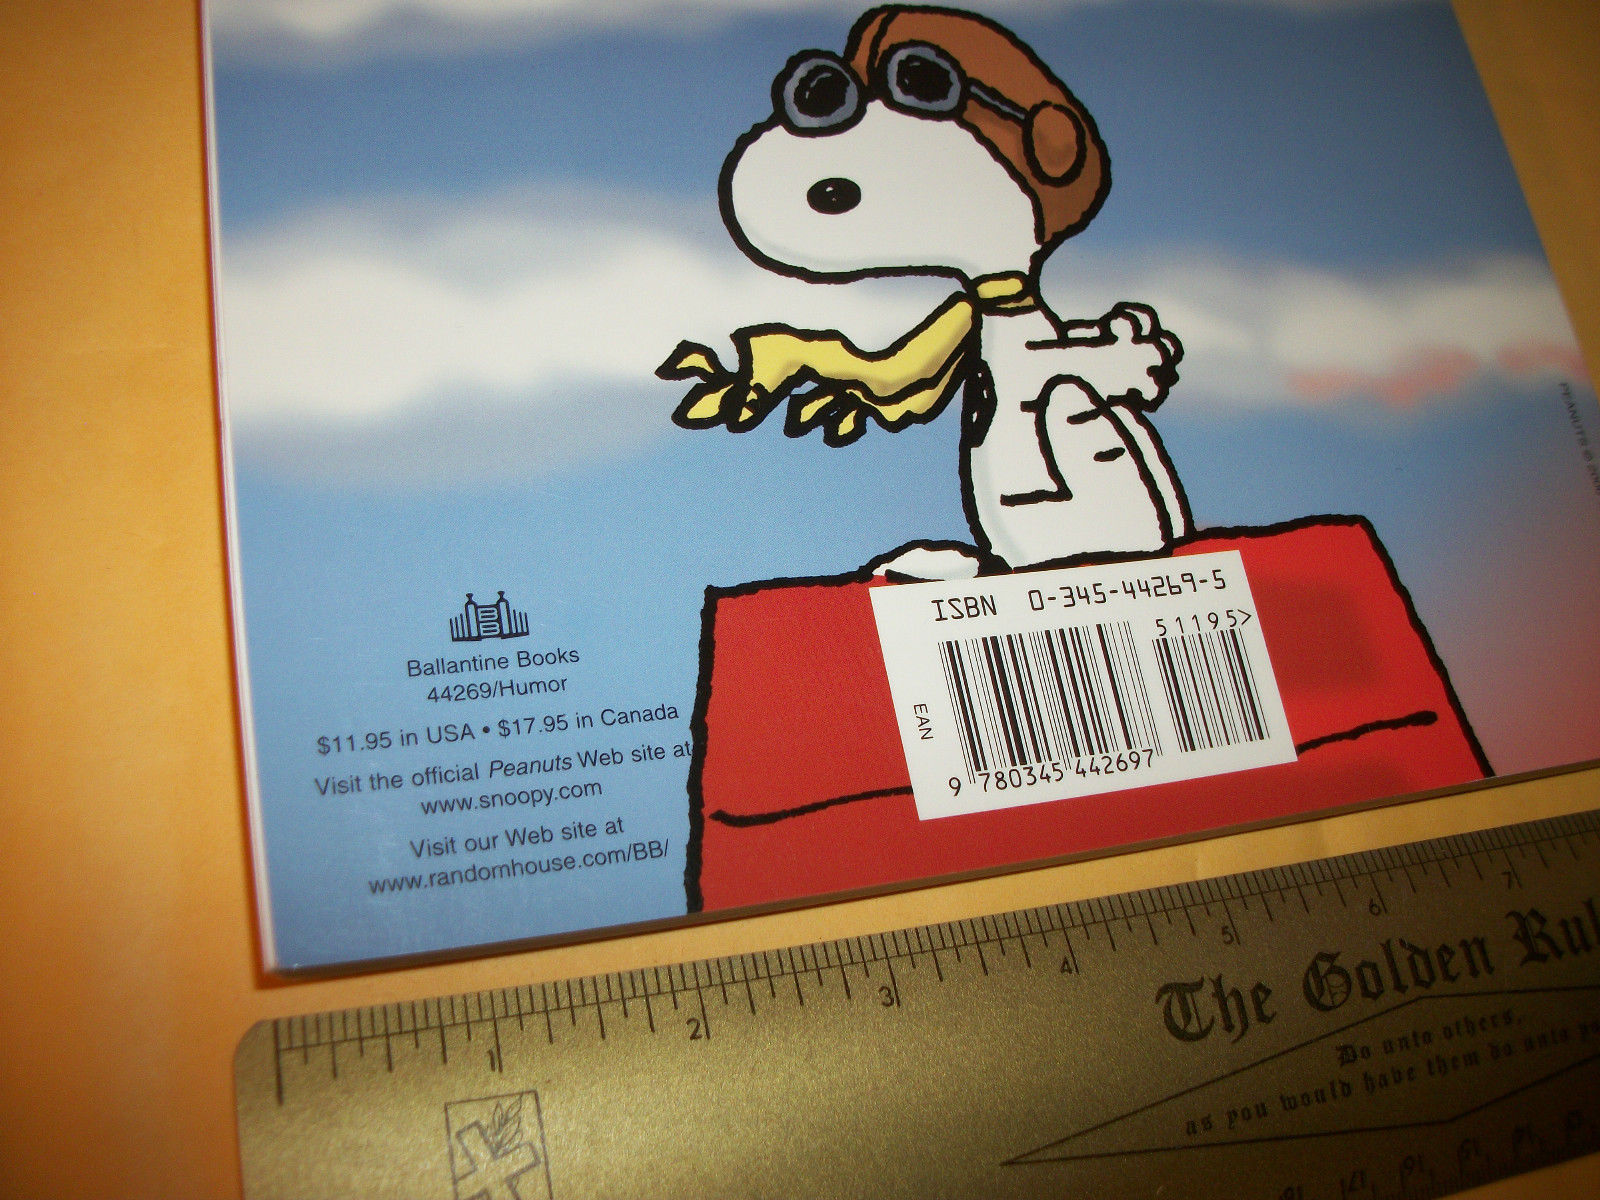 PEANUTS ©
ISBN 0-345-44269-5
51195>
EAN
9 780345 442697
BB
Ballantine Books
44269/Humor
$11.95 in USA • $17.95 in Canada
Visit the official Peanuts Web site at
www.snoopy.com
Visit our Web site at
www.randomhouse.com/BB/
1 2 3 4 5 6 7
The Golden
Do unto others,
as you would have them do unto